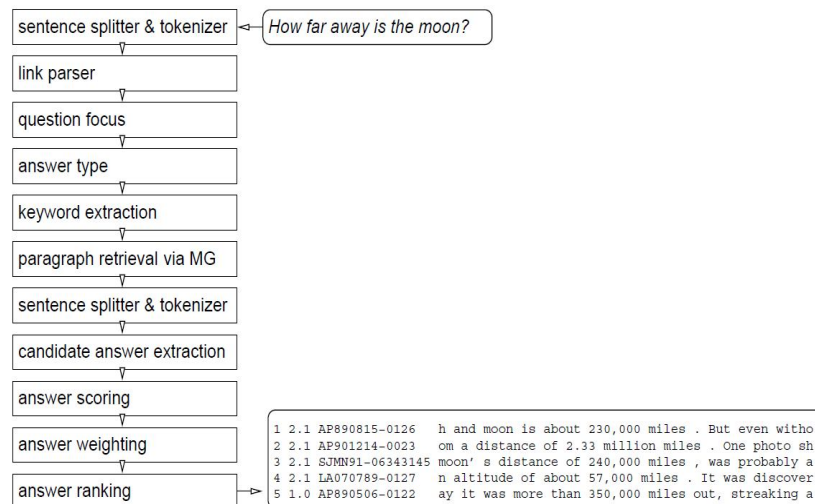 sentence splitter & tokenizer
How far away is the moon?
link parser
question focus
answer type
keyword extraction
paragraph retrieval via MG
sentence splitter & tokenizer
candidate answer extraction
answer scoring
answer weighting
answer ranking
1 2.1 AP890815-0126 h and moon is about 230,000 miles . But even witho
2 2.1 AP901214-0023 om a distance of 2.33 million miles . One photo sh
3 2.1 SJMN91-06343145 moon' s distance of 240,000 miles , was probably a
4 2.1 LA070789-0127 n altitude of about 57,000 miles . It was discover
5 1.0 AP890506-0122 ay it was more than 350,000 miles out, streaking a